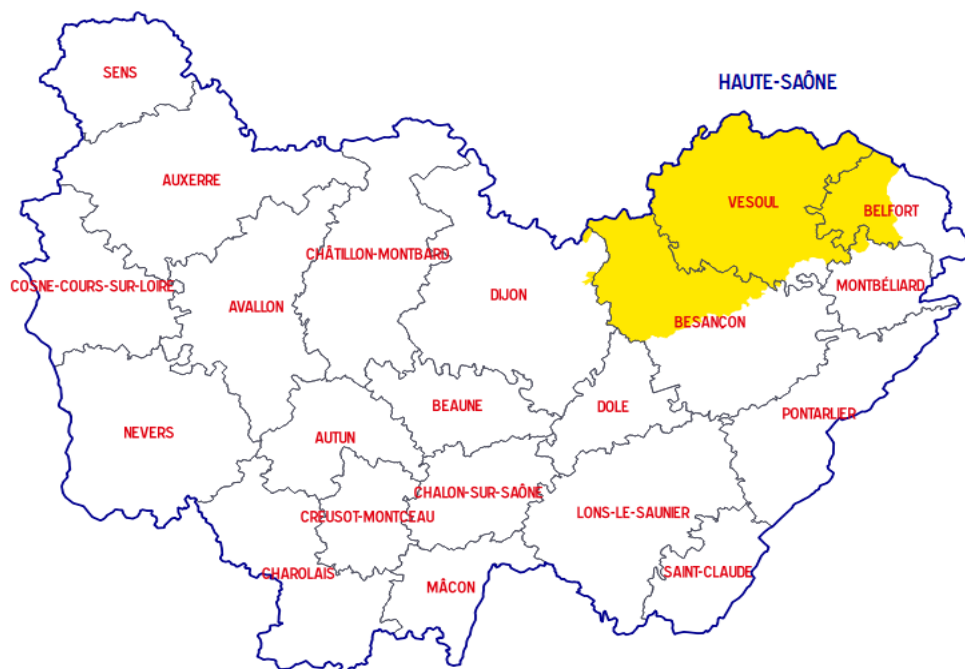 SENS
HAUTE-SAÔNE
AUXERRE
VESOUL
BELFORT
CHÂTILLON-MONTBARD
COSNE-COURS-SUR-LOIRE
MONTBÉLIARD
AVALLON
DIJON
BESANÇON
BEAUNE
DOLE
PONTARLIER
NEVERS
AUTUN
CHALON-SUR-SAÔNE
CREUSOT-MONTCEAU
LONS-LE-SAUNIER
CHAROLAIS
SAINT-CLAUDE
MÂCON